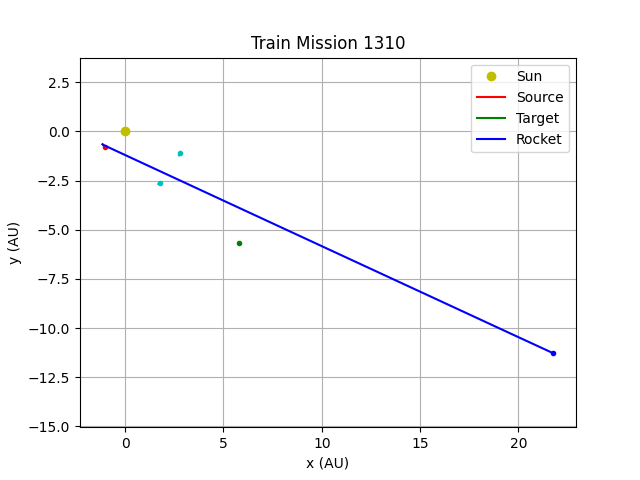 Train Mission 1310
Sun
Source
Target
Rocket
2.5
0.0
−2.5
−5.0
−7.5
−10.0
−12.5
−15.0
y (AU)
0
5
10
15
20
x (AU)